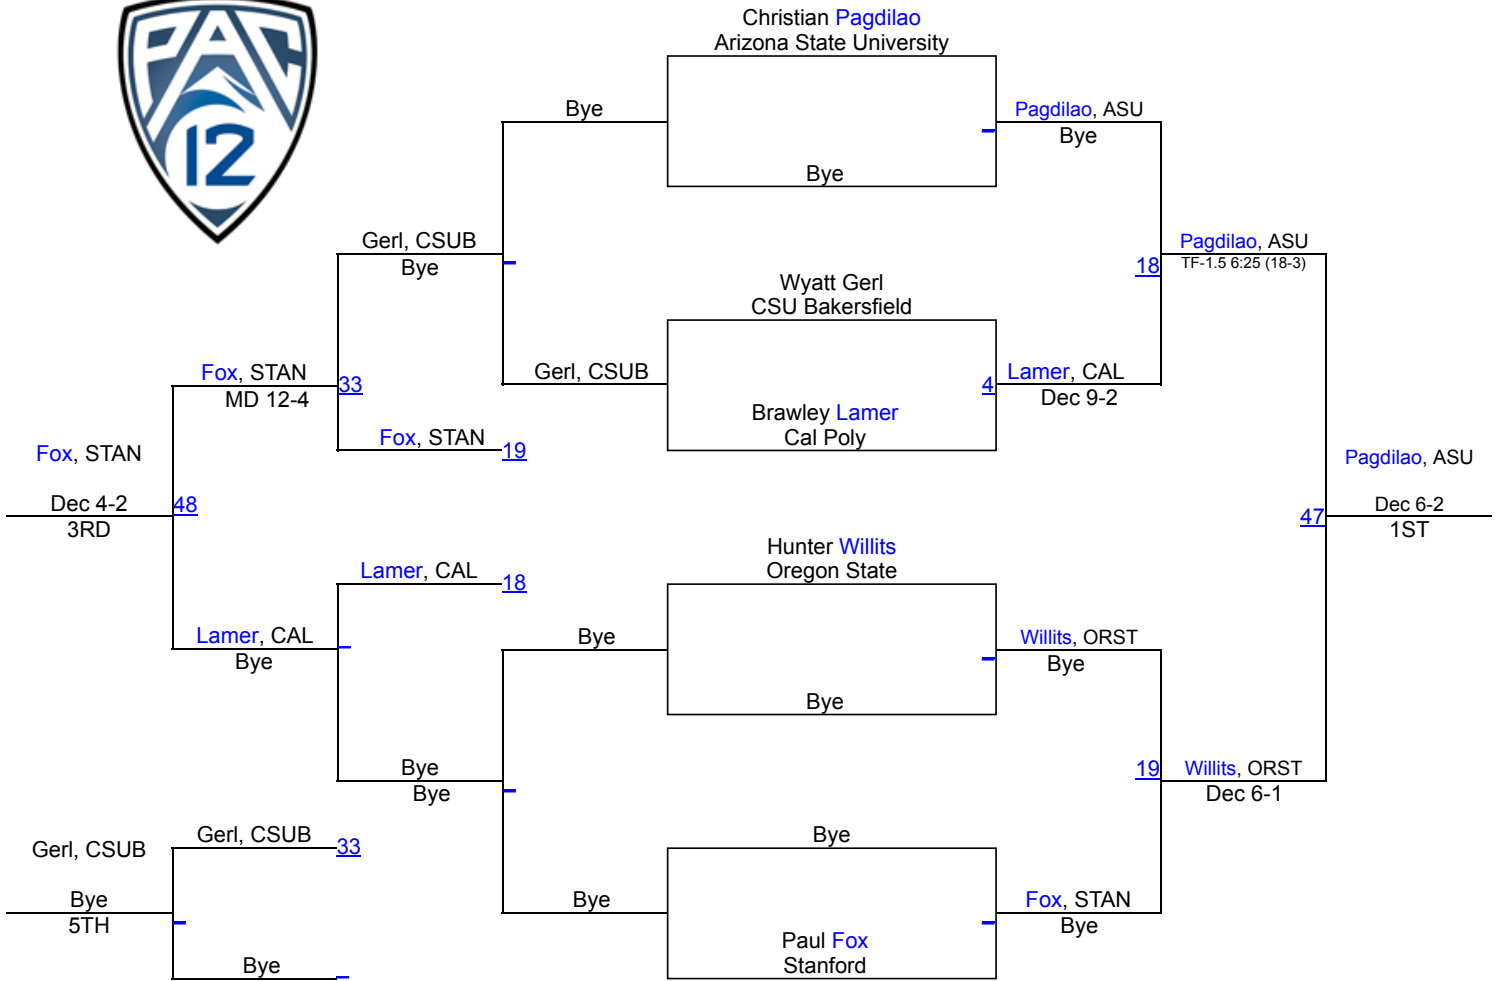 PAC
12
Christian Pagdilao
Arizona State University
Bye
Pagdilao, ASU
Bye
Bye
Gerl, CSUB
Bye
Pagdilao, ASU
18
TF-1.5 6:25 (18-3)
Wyatt Gerl
CSU Bakersfield
Fox, STAN
33
MD 12-4
Gerl, CSUB
4
Lamer, CAL
Dec 9-2
Brawley Lamer
Cal Poly
Fox, STAN
19
Fox, STAN
Dec 4-2
48
3RD
Pagdilao, ASU
47
Dec 6-2
1ST
Hunter Willits
Oregon State
Lamer, CAL
18
Lamer, CAL
Bye
Bye
Willits, ORST
Bye
Bye
Bye
Bye
19
Willits, ORST
Dec 6-1
Gerl, CSUB
33
Gerl, CSUB
Bye
Bye
5TH
Bye
Fox, STAN
Bye
Paul Fox
Stanford
Bye